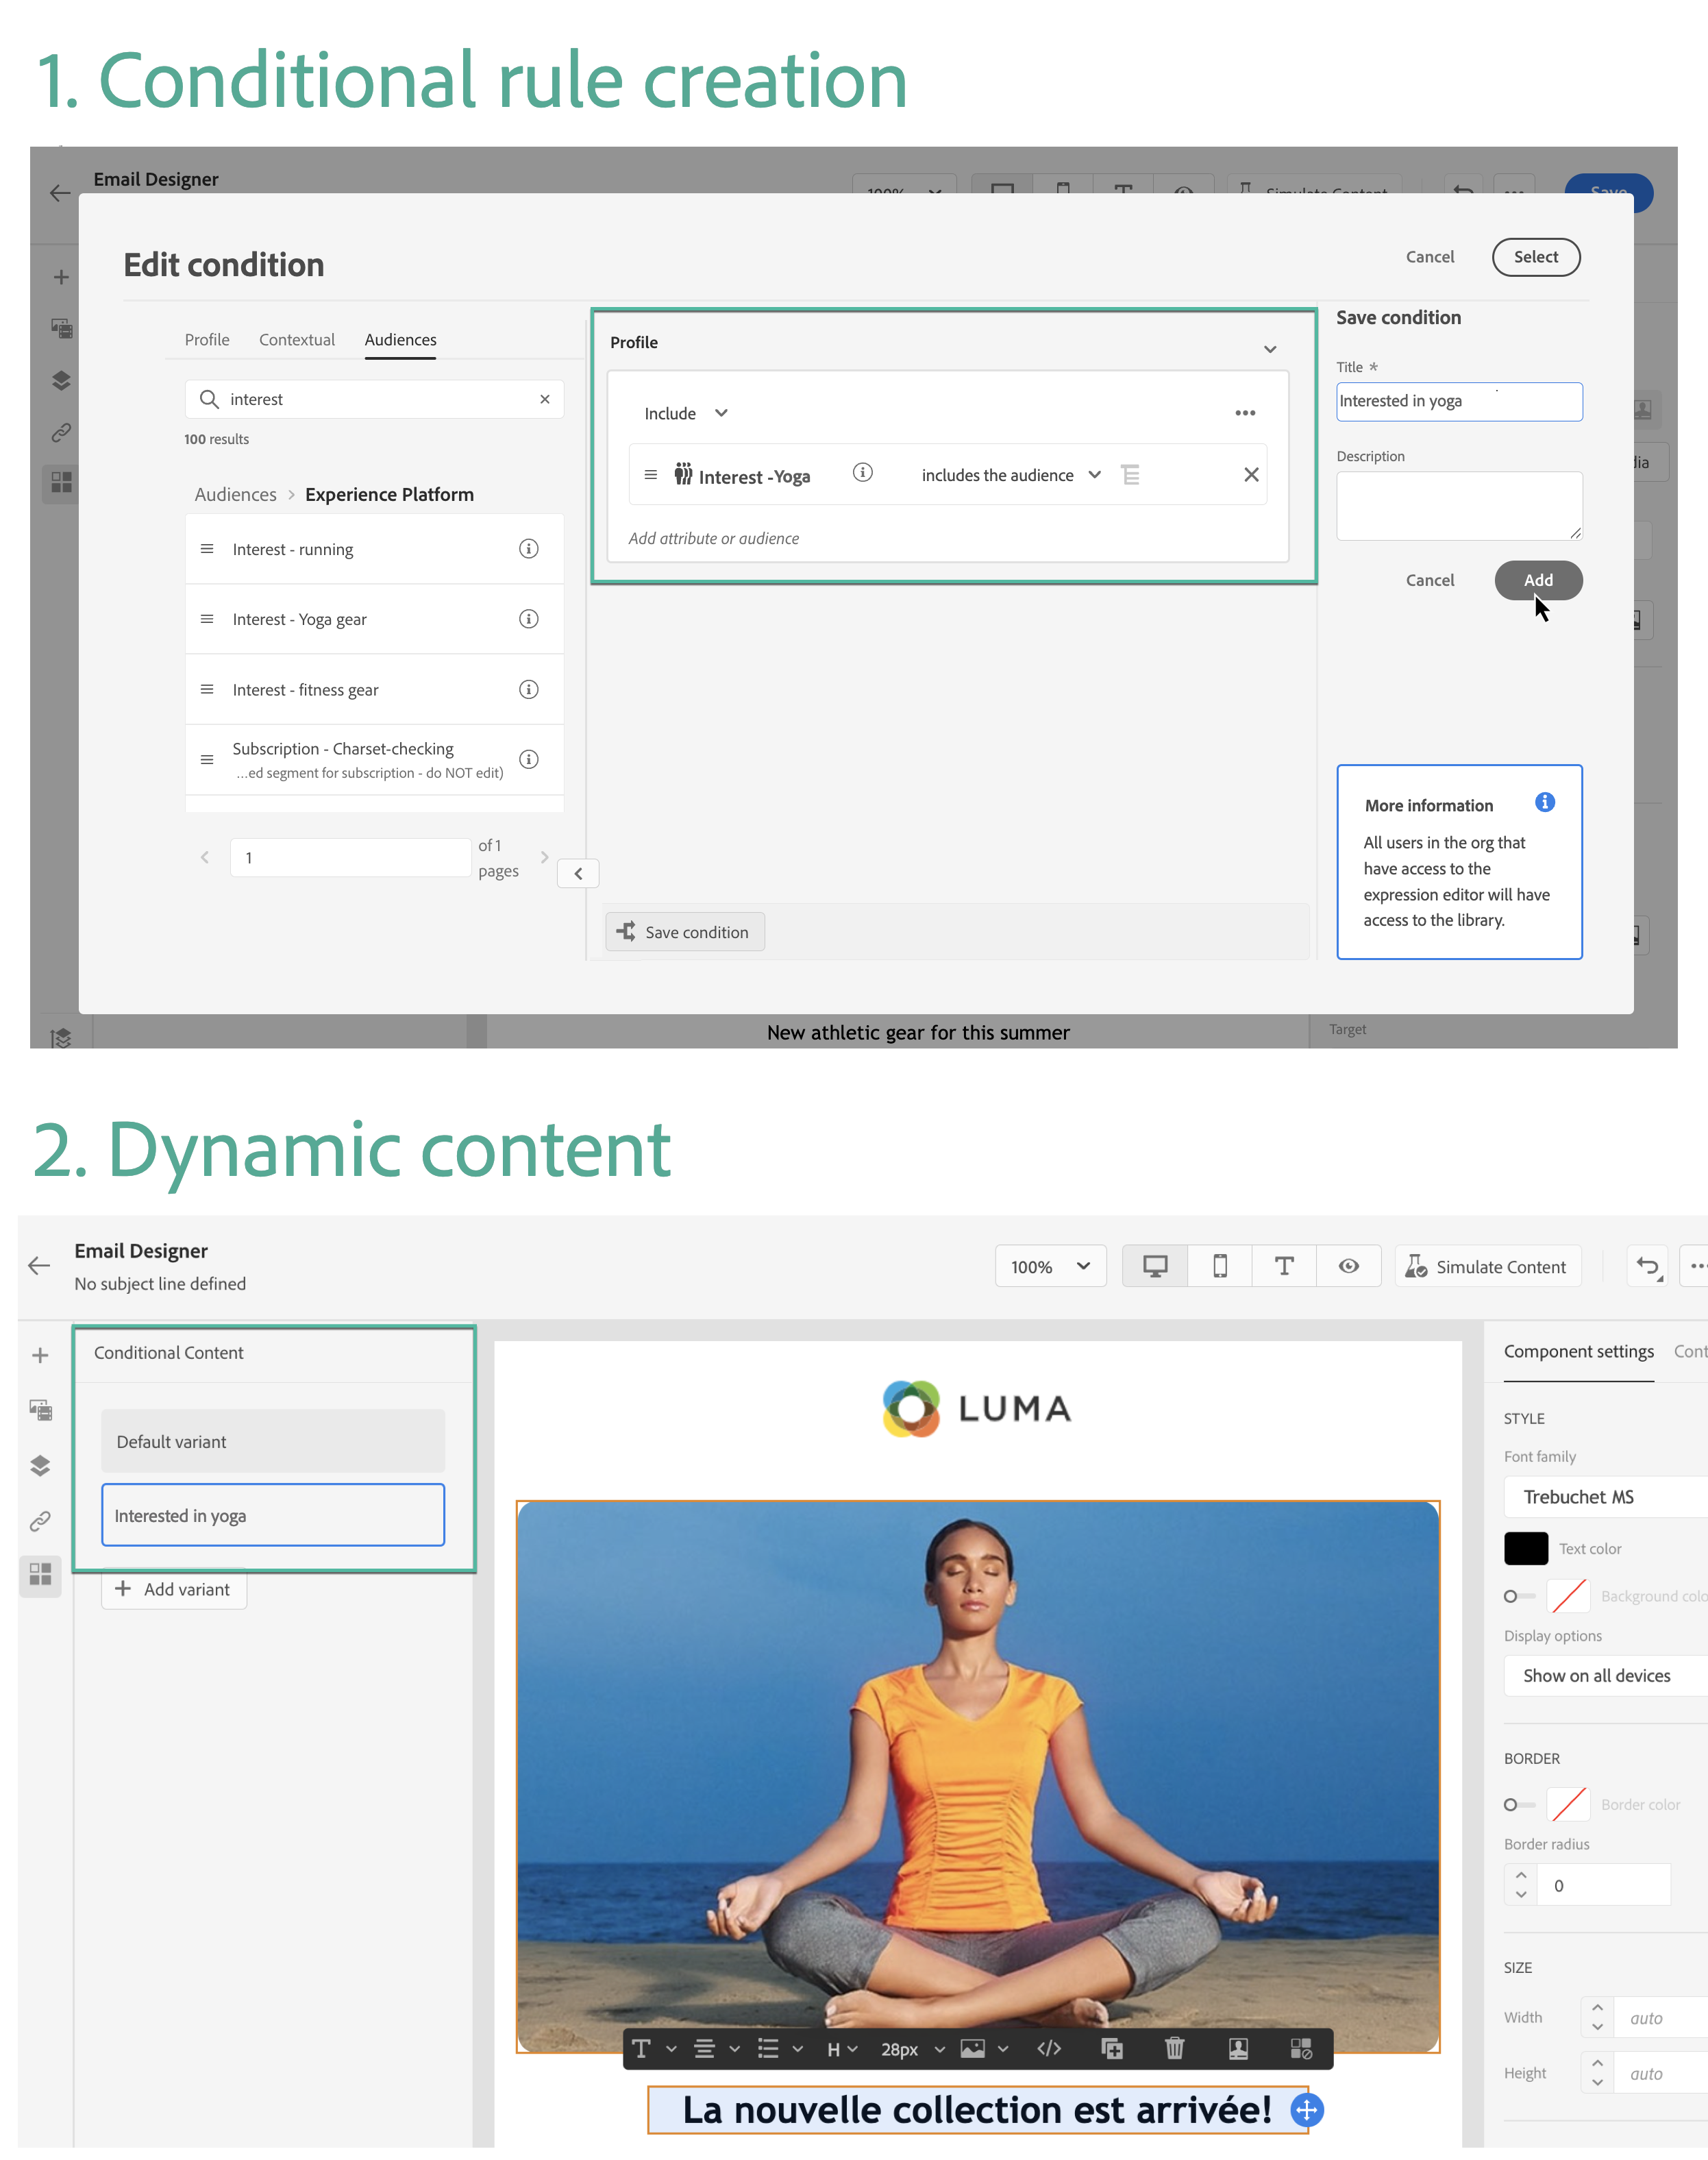 1. Conditional rule creation
Email Designer
100%
Simulate Content
Save
Edit condition
Cancel
Select
Profile
Contextual
Audiences
interest
100 results
Audiences > Experience Platform
Interest - running
Interest - Yoga gear
Interest - fitness gear
Subscription - Charset-checking
...ed segment for subscription - do NOT edit)
1
of 1
pages
Profile
Include
Interest -Yoga
includes the audience
Add attribute or audience
Save condition
Save condition
Title *
Interested in yoga
Description
Cancel
Add
More information
All users in the org that
have access to the
expression editor will have
access to the library.
New athletic gear for this summer
Target
2. Dynamic content
Email Designer
No subject line defined
100%
Simulate Content
Conditional Content
Default variant
Interested in yoga
+ Add variant
LUMA
T
H
28px
</>
La nouvelle collection est arrivée!
Component settings
Cont
STYLE
Font family
Trebuchet MS
Text color
Background colo
Display options
Show on all devices
BORDER
Border color
Border radius
0
SIZE
Width
auto
Height
auto